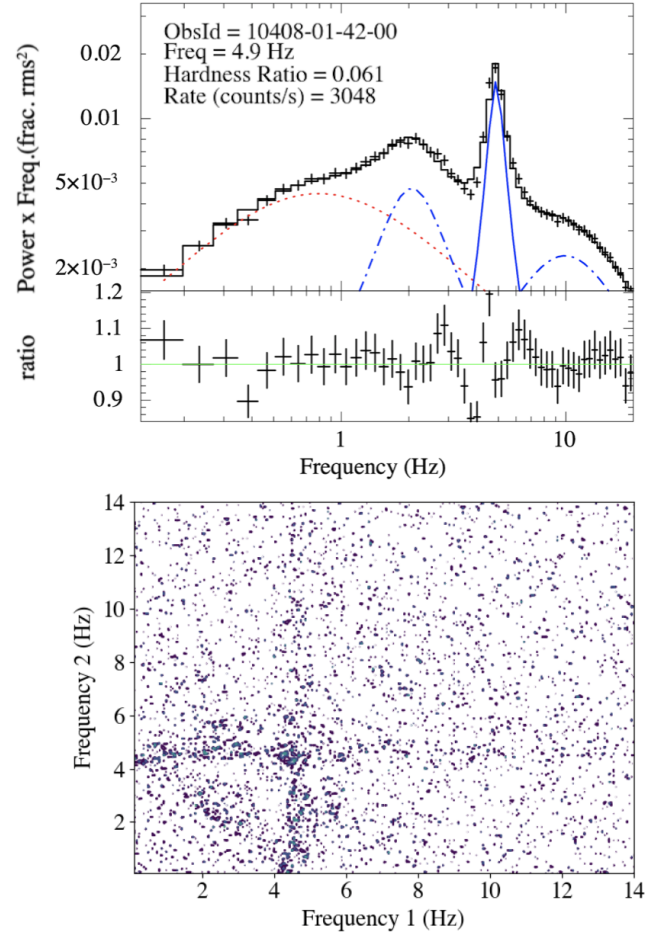 ObsId = 10408-01-42-00
Freq = 4.9 Hz
Hardness Ratio = 0.061
Rate (counts/s) = 3048
Power x Freq.(frac. rms²)
0.02
0.01
5×10⁻³
2×10⁻³
ratio
1.2
1.1
1
0.9
1 10
Frequency (Hz)
Frequency 2 (Hz)
14
12
10
8
6
4
2
2 4 6 8 10 12 14
Frequency 1 (Hz)